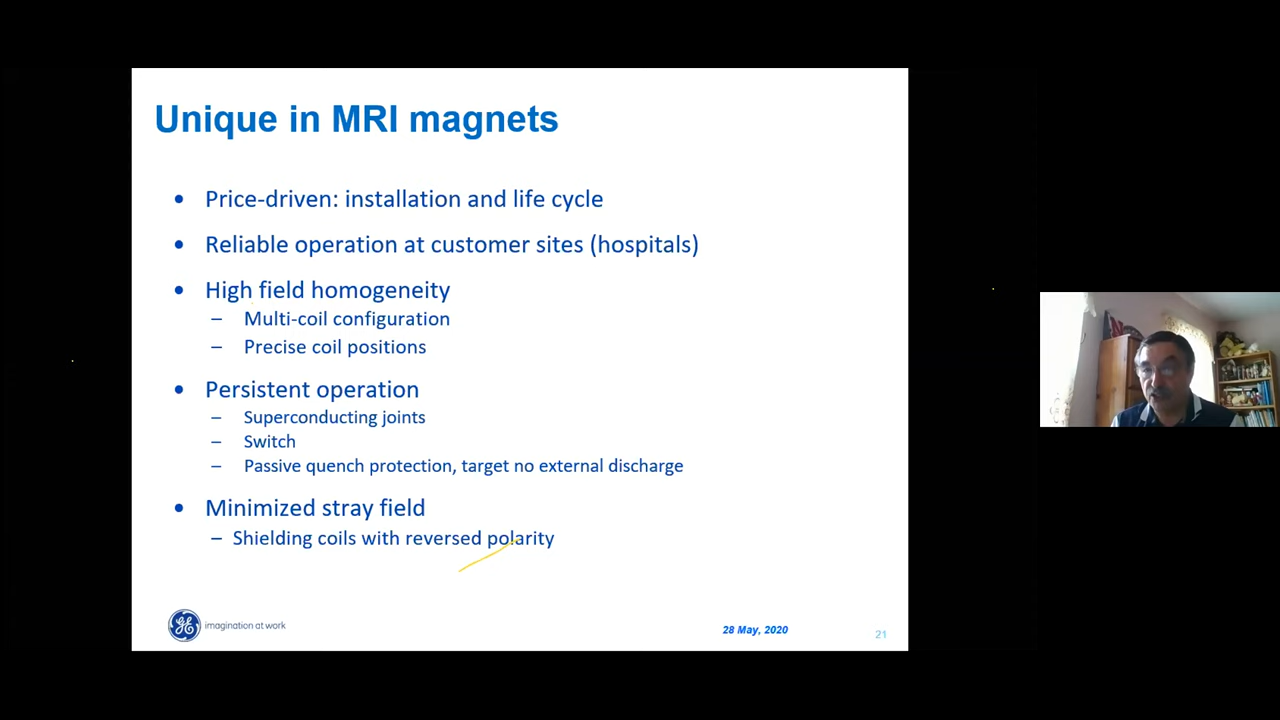 Unique in MRI magnets
• Price-driven: installation and life cycle
• Reliable operation at customer sites (hospitals)
• High field homogeneity
– Multi-coil configuration
– Precise coil positions
• Persistent operation
– Superconducting joints
– Switch
– Passive quench protection, target no external discharge
• Minimized stray field
– Shielding coils with reversed polarity
GE imagination at work
28 May, 2020
21